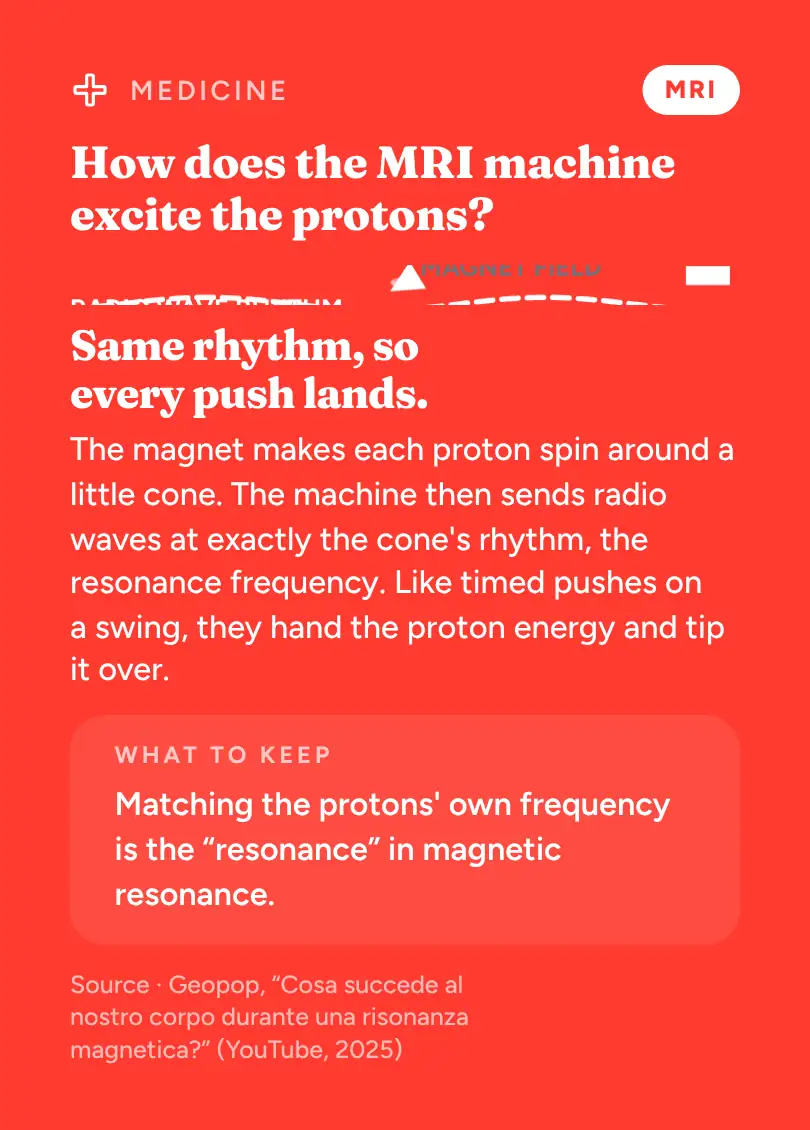 MEDICINE
MRI
How does the MRI machine
excite the protons?
MAGNET FIELD
Same rhythm, so
every push lands.
The magnet makes each proton spin around a
little cone. The machine then sends radio
waves at exactly the cone's rhythm, the
resonance frequency. Like timed pushes on
a swing, they hand the proton energy and tip
it over.
WHAT TO KEEP
Matching the protons' own frequency
is the “resonance” in magnetic
resonance.
Source · Geopop, “Cosa succede al
nostro corpo durante una risonanza
magnetica?” (YouTube, 2025)